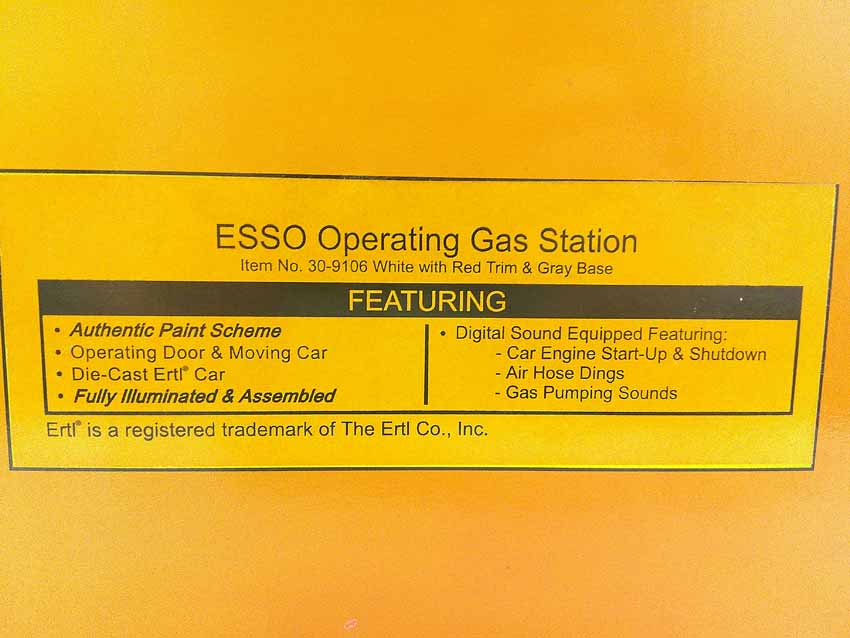 ESSO Operating Gas Station
Item No. 30-9106 White with Red Trim & Gray Base
FEATURING
• Authentic Paint Scheme
• Operating Door & Moving Car
• Die-Cast Ertl® Car
• Fully Illuminated & Assembled
• Digital Sound Equipped Featuring:
- Car Engine Start-Up & Shutdown
- Air Hose Dings
- Gas Pumping Sounds
Ertl® is a registered trademark of The Ertl Co., Inc.